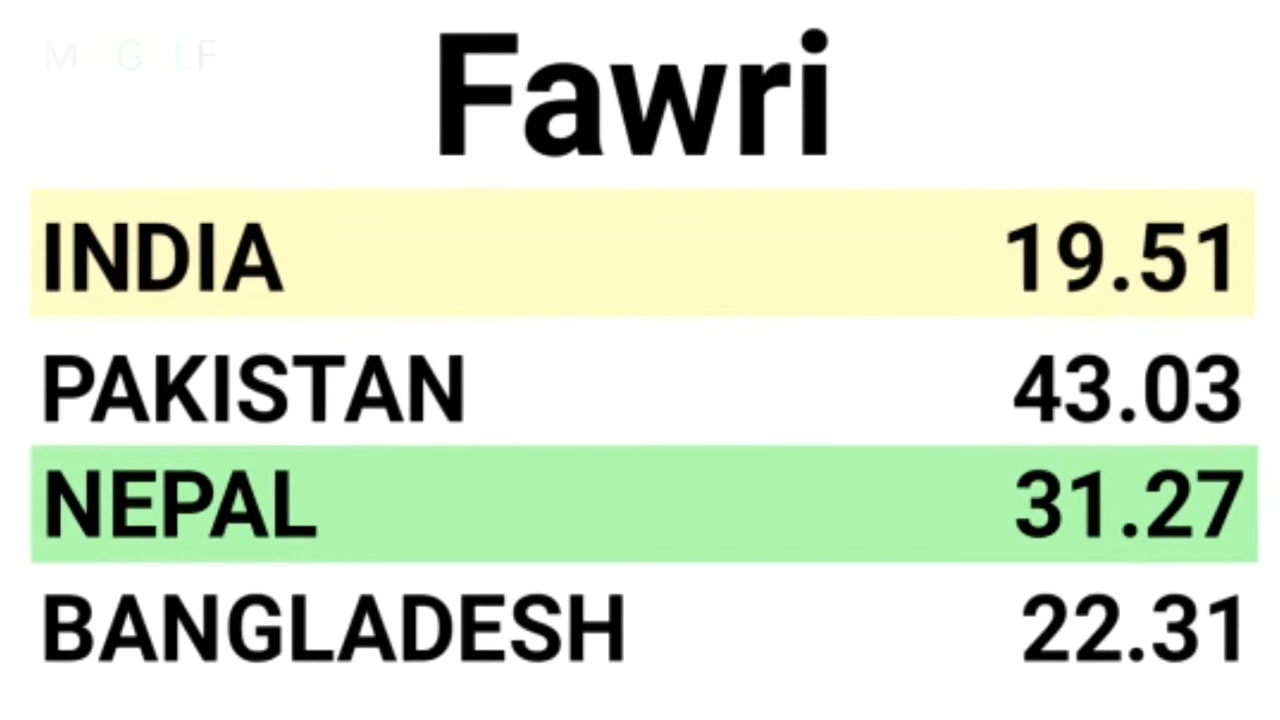 Fawri
INDIA 19.51
PAKISTAN 43.03
NEPAL 31.27
BANGLADESH 22.31